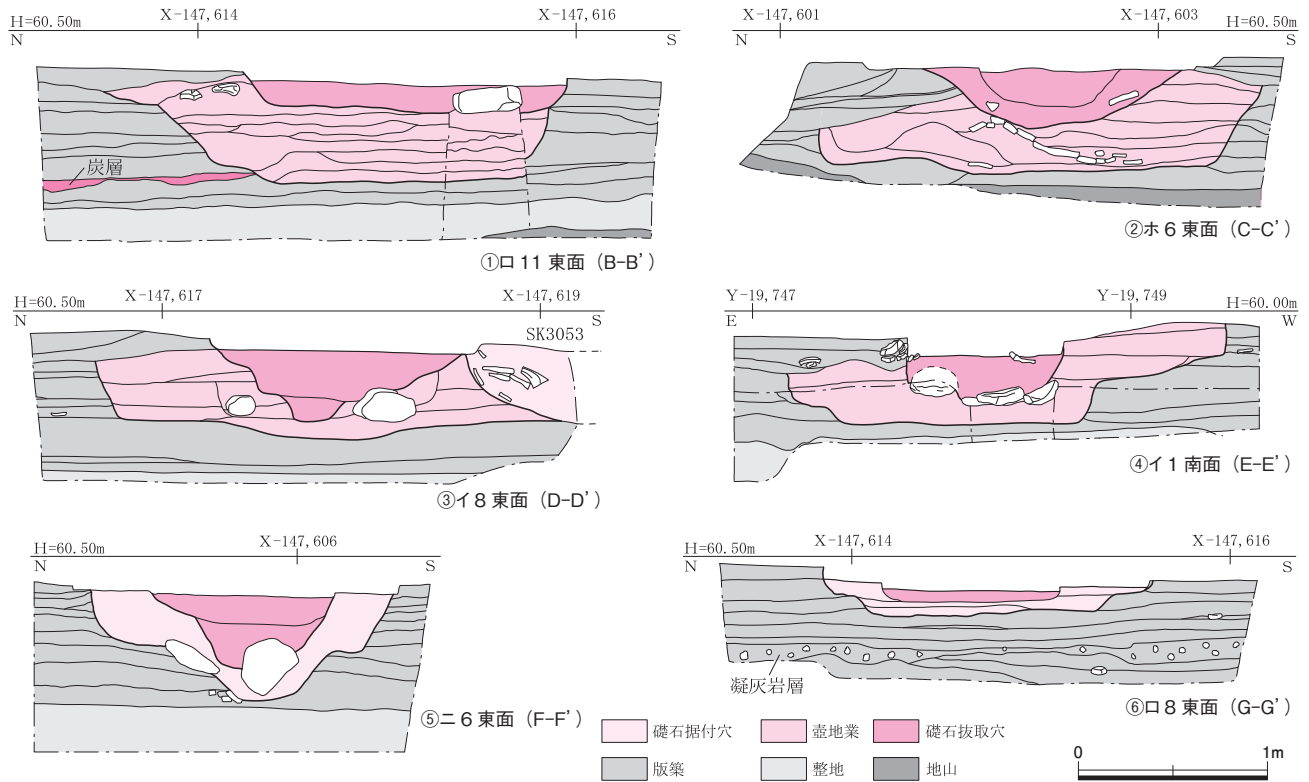 H=60.50m X-147,614 X-147,616
N S
炭層
①ロ11 東面（B-B’）
X-147,601 X-147,603 H=60.50m
N S
②ホ6 東面（C-C’）
H=60.50m X-147,617 X-147,619
N S
SK3053
③イ8 東面（D-D’）
Y-19,747 Y-19,749 H=60.00m
E W
④イ1 南面（E-E’）
H=60.50m X-147,606
N S
⑤ニ6 東面（F-F’）
H=60.50m X-147,614 X-147,616
N S
凝灰岩層
⑥ロ8 東面（G-G’）
礎石据付穴 壺地業 礎石抜取穴
版築 整地 地山
0 1m